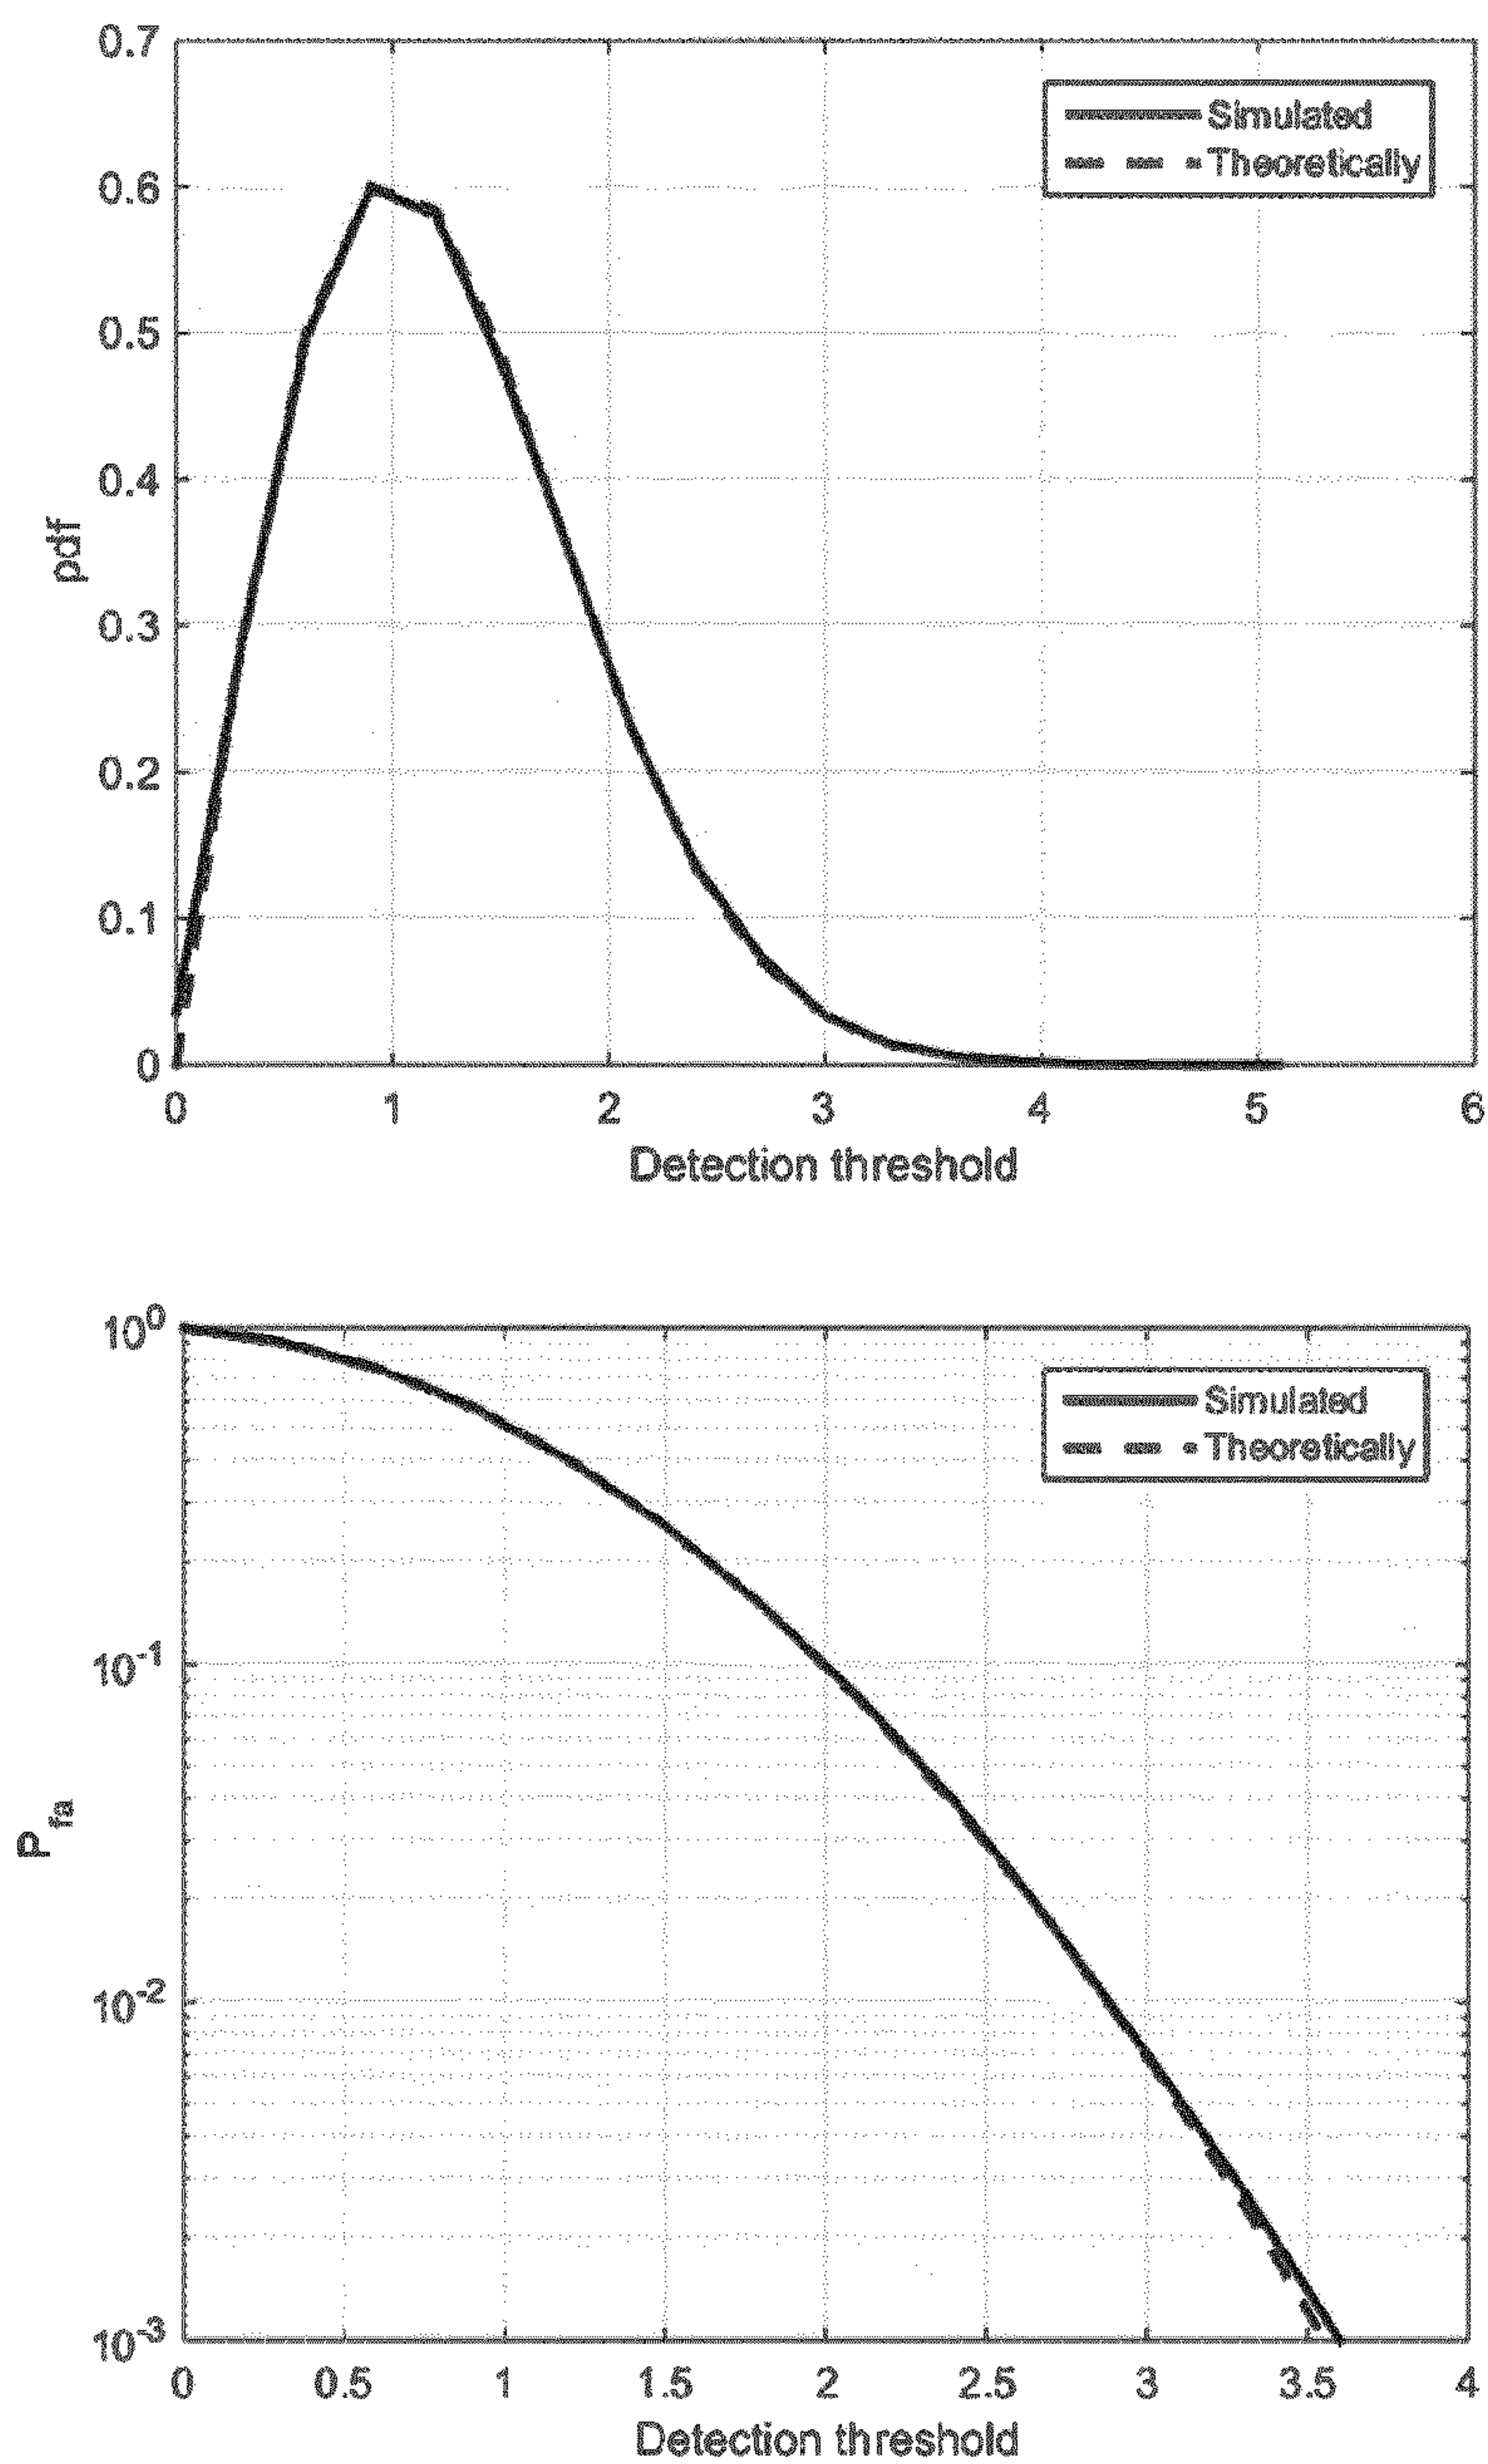 0.7
Simulated
Theoretically
0.6
0.5
0.4
pdf
0.3
0.2
0.1
0
0 1 2 3 4 5 6
Detection threshold
10^0
Simulated
Theoretically
10^-1
P_fa
10^-2
10^-3
0 0.5 1 1.5 2 2.5 3 3.5 4
Detection threshold